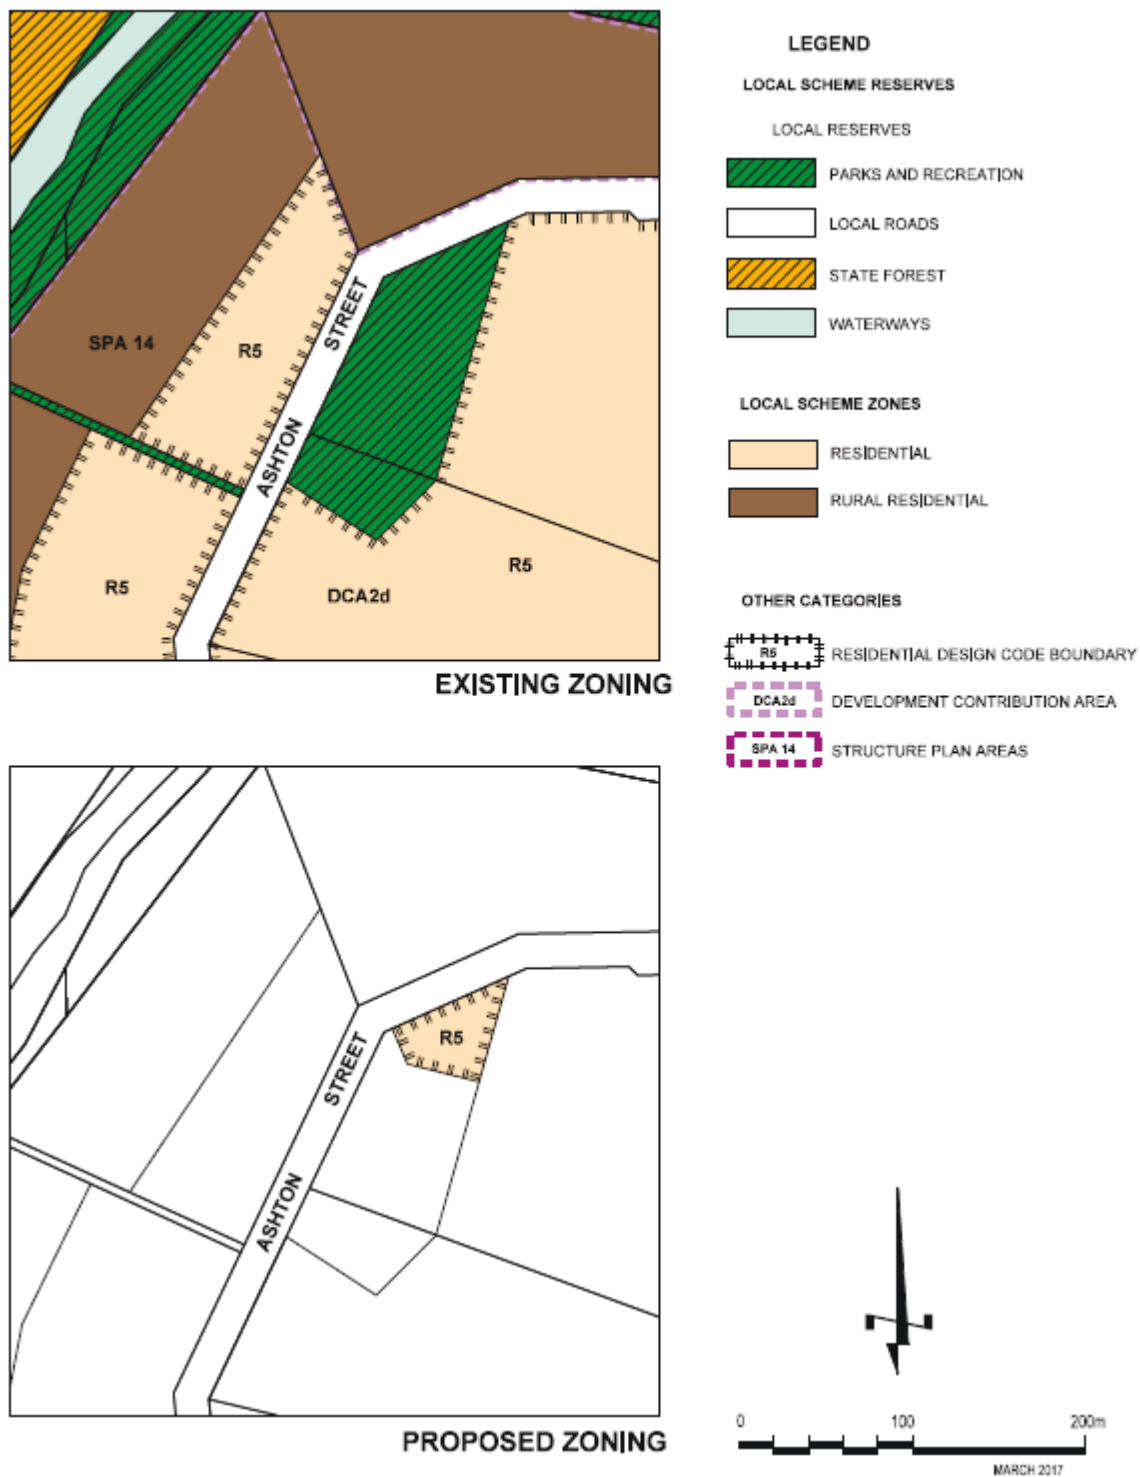 SPA 14
R5
STREET
ASHTON
R5
R5
DCA2d
EXISTING ZONING
LEGEND
LOCAL SCHEME RESERVES
LOCAL RESERVES
PARKS AND RECREATION
LOCAL ROADS
STATE FOREST
WATERWAYS
LOCAL SCHEME ZONES
RESIDENTIAL
RURAL RESIDENTIAL
OTHER CATEGORIES
R5 RESIDENTIAL DESIGN CODE BOUNDARY
DCA2d DEVELOPMENT CONTRIBUTION AREA
SPA 14 STRUCTURE PLAN AREAS
R5
STREET
ASHTON
PROPOSED ZONING
0 100 200m
MARCH 2017